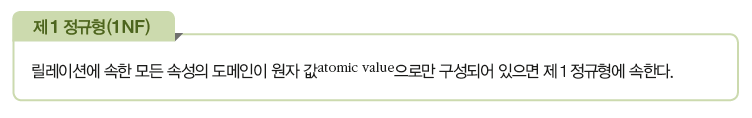 제1정규형(1NF)
릴레이션에 속한 모든 속성의 도메인이 원자 값atomic value으로만 구성되어 있으면 제1정규형에 속한다.